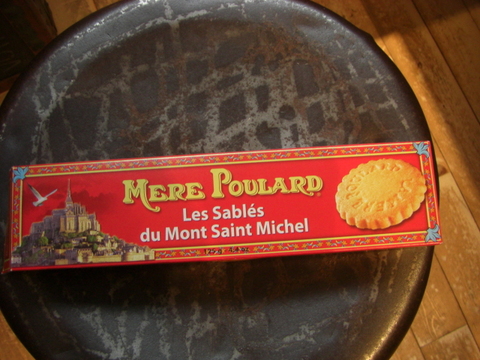 MERE POULARD
Les Sablés
du Mont Saint Michel